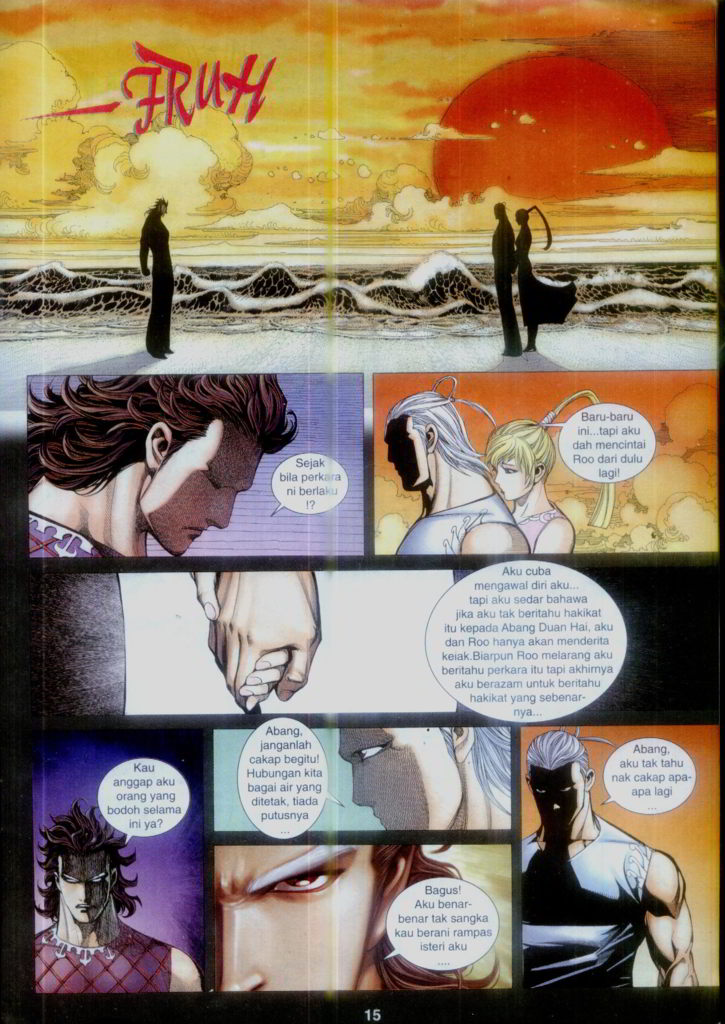 FRUH
Sejak
bila perkara
ni berlaku
!?
Baru-baru
ini...tapi aku
dah mencintai
Roo dari dulu
lagi!
Aku cuba
mengawal diri aku...
tapi aku sedar bahawa
jika aku tak beritahu hakikat
itu kepada Abang Duan Hai, aku
dan Roo hanya akan menderita
keiak.Biarpun Roo melarang aku
beritahu perkara itu tapi akhirnya
aku berazam untuk beritahu
hakikat yang sebenar-
nya...
Kau
anggap aku
orang yang
bodoh selama
ini ya?
Abang,
janganlah
cakap begitu!
Hubungan kita
bagai air yang
ditetak, tiada
putusnya
...
Bagus!
Aku benar-
benar tak sangka
kau berani rampas
isteri aku
....
Abang,
aku tak tahu
nak cakap apa-
apa lagi
...
15